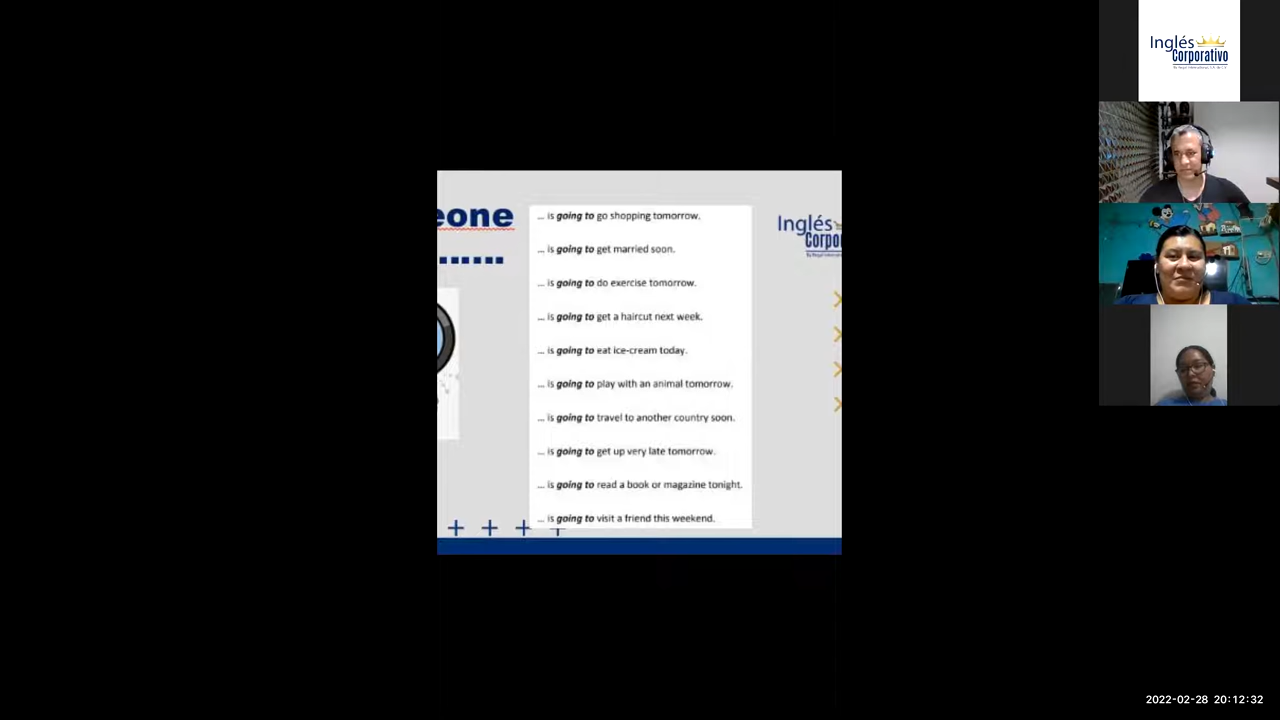 eone
... is going to go shopping tomorrow.
... is going to get married soon.
... is going to do exercise tomorrow.
... is going to get a haircut next week.
... is going to eat ice-cream today.
... is going to play with an animal tomorrow.
... is going to travel to another country soon.
... is going to get up very late tomorrow.
... is going to read a book or magazine tonight.
... is going to visit a friend this weekend.
Inglés
Corpo
Inglés
Corporativo
2022-02-28 20:12:32